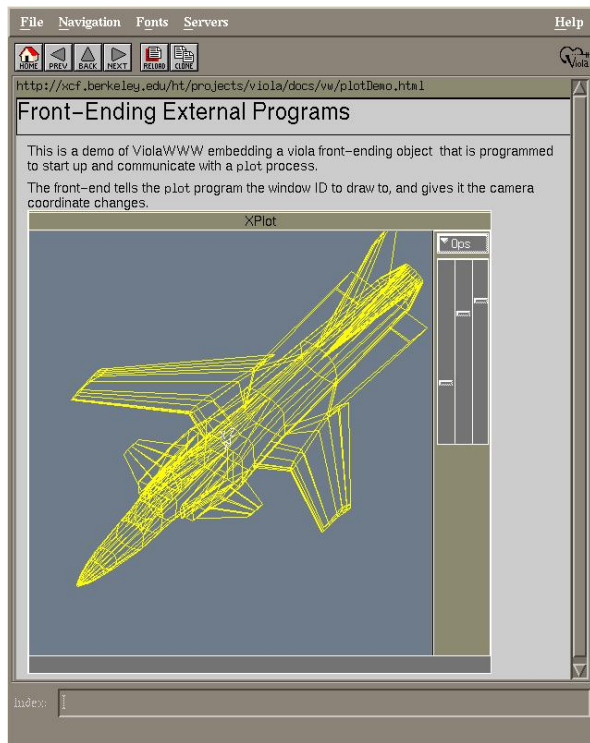 File Navigation Fonts Servers Help
HOME PREV BACK NEXT RELOAD CLONE Viola
http://xcf.berkeley.edu/ht/projects/viola/docs/vw/plotDemo.html
Front-Ending External Programs
This is a demo of ViolaWWW embedding a viola front-ending object that is programmed
to start up and communicate with a plot process.
The front-end tells the plot program the window ID to draw to, and gives it the camera
coordinate changes.
XPlot
Ops
Index: